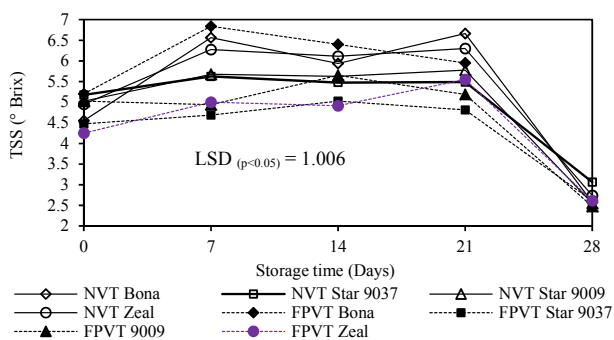 7
6.5
6
5.5
5
4.5
4
3.5
3
2.5
2
TSS (° Brix)
LSD (p<0.05) = 1.006
0 7 14 21 28
Storage time (Days)
NVT Bona NVT Star 9037 NVT Star 9009
NVT Zeal FPVT Bona FPVT Star 9037
FPVT 9009 FPVT Zeal